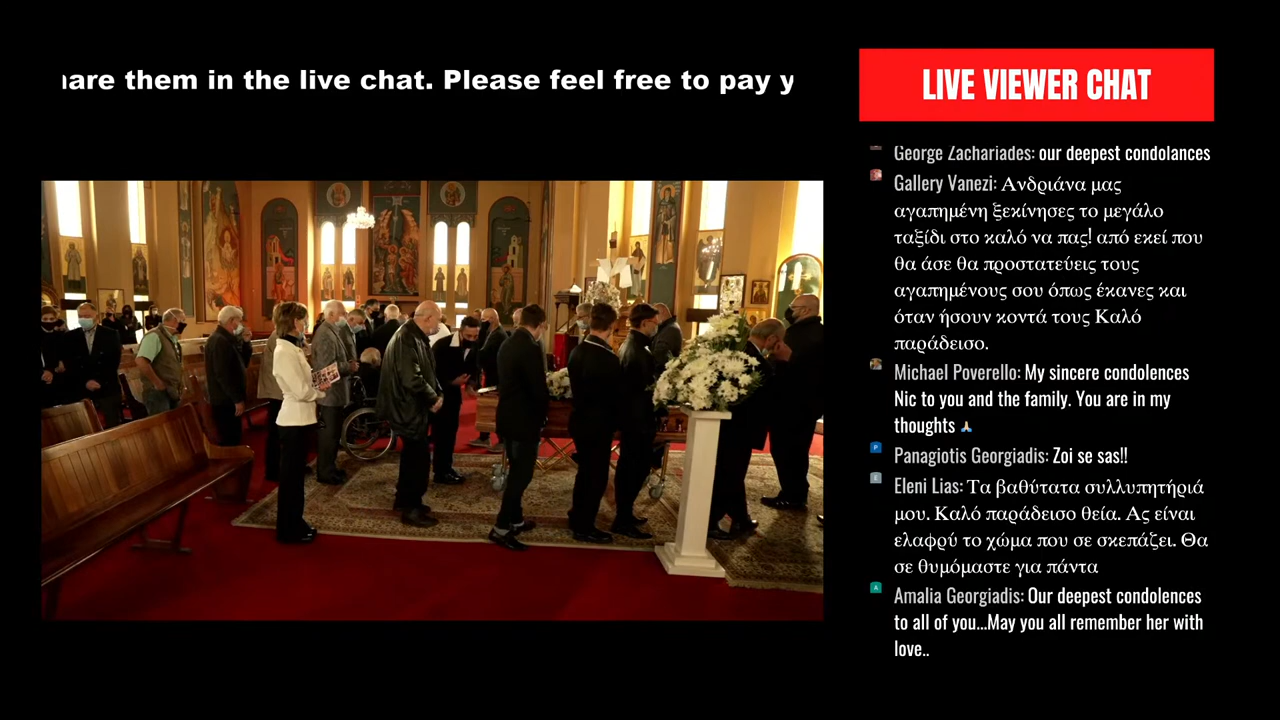 are them in the live chat. Please feel free to pay y
LIVE VIEWER CHAT
George Zachariades: our deepest condolances
Gallery Vanezi: Ανδριάνα μας
αγαπημένη ξεκίνησες το μεγάλο
ταξίδι στο καλό να πας! από εκεί που
θα άσε θα προστατεύεις τους
αγαπημένους σου όπως έκανες και
όταν ήσουν κοντά τους Καλό
παράδεισο.
Michael Poverello: My sincere condolences
Nic to you and the family. You are in my
thoughts 🙏
P
Panagiotis Georgiadis: Zoi se sas!!
E
Eleni Lias: Τα βαθύτατα συλλυπητήριά
μου. Καλό παράδεισο θεία. Ας είναι
ελαφρύ το χώμα που σε σκεπάζει. Θα
σε θυμόμαστε για πάντα
A
Amalia Georgiadis: Our deepest condolences
to all of you...May you all remember her with
love..